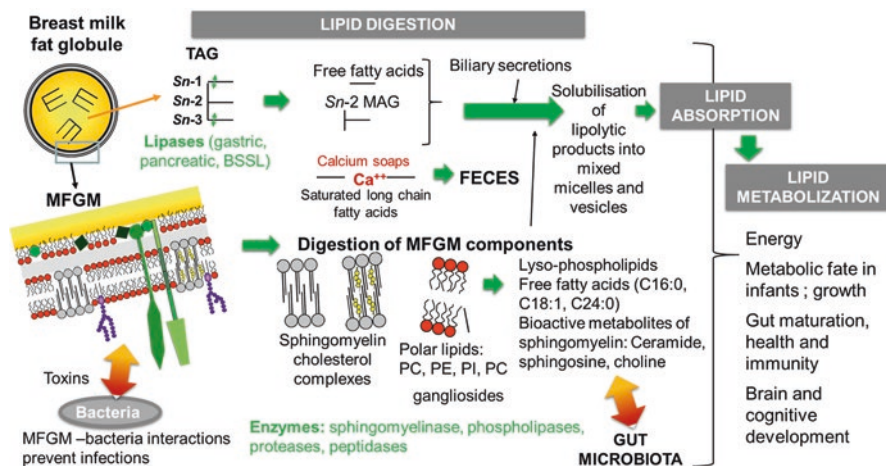 LIPID DIGESTION
Breast milk
fat globule
TAG
Sn-1
Sn-2
Sn-3
Lipases (gastric,
pancreatic, BSSL)
Free fatty acids
Sn-2 MAG
Biliary secretions
Solubilisation
of
lipolytic
products into
mixed
micelles and
vesicles
LIPID
ABSORPTION
LIPID
METABOLIZATION
Calcium soaps
Ca++
Saturated long chain
fatty acids
FECES
MFGM
Digestion of MFGM components
Sphingomyelin
cholesterol
complexes
Polar lipids:
PC, PE, PI, PC
gangliosides
Lyso-phospholipids
Free fatty acids (C16:0,
C18:1, C24:0)
Bioactive metabolites of
sphingomyelin: Ceramide,
sphingosine, choline
Energy
Metabolic fate in
infants ; growth
Gut maturation,
health and
immunity
Brain and
cognitive
development
Toxins
Bacteria
MFGM –bacteria interactions
prevent infections
Enzymes: sphingomyelinase, phospholipases,
proteases, peptidases
GUT
MICROBIOTA